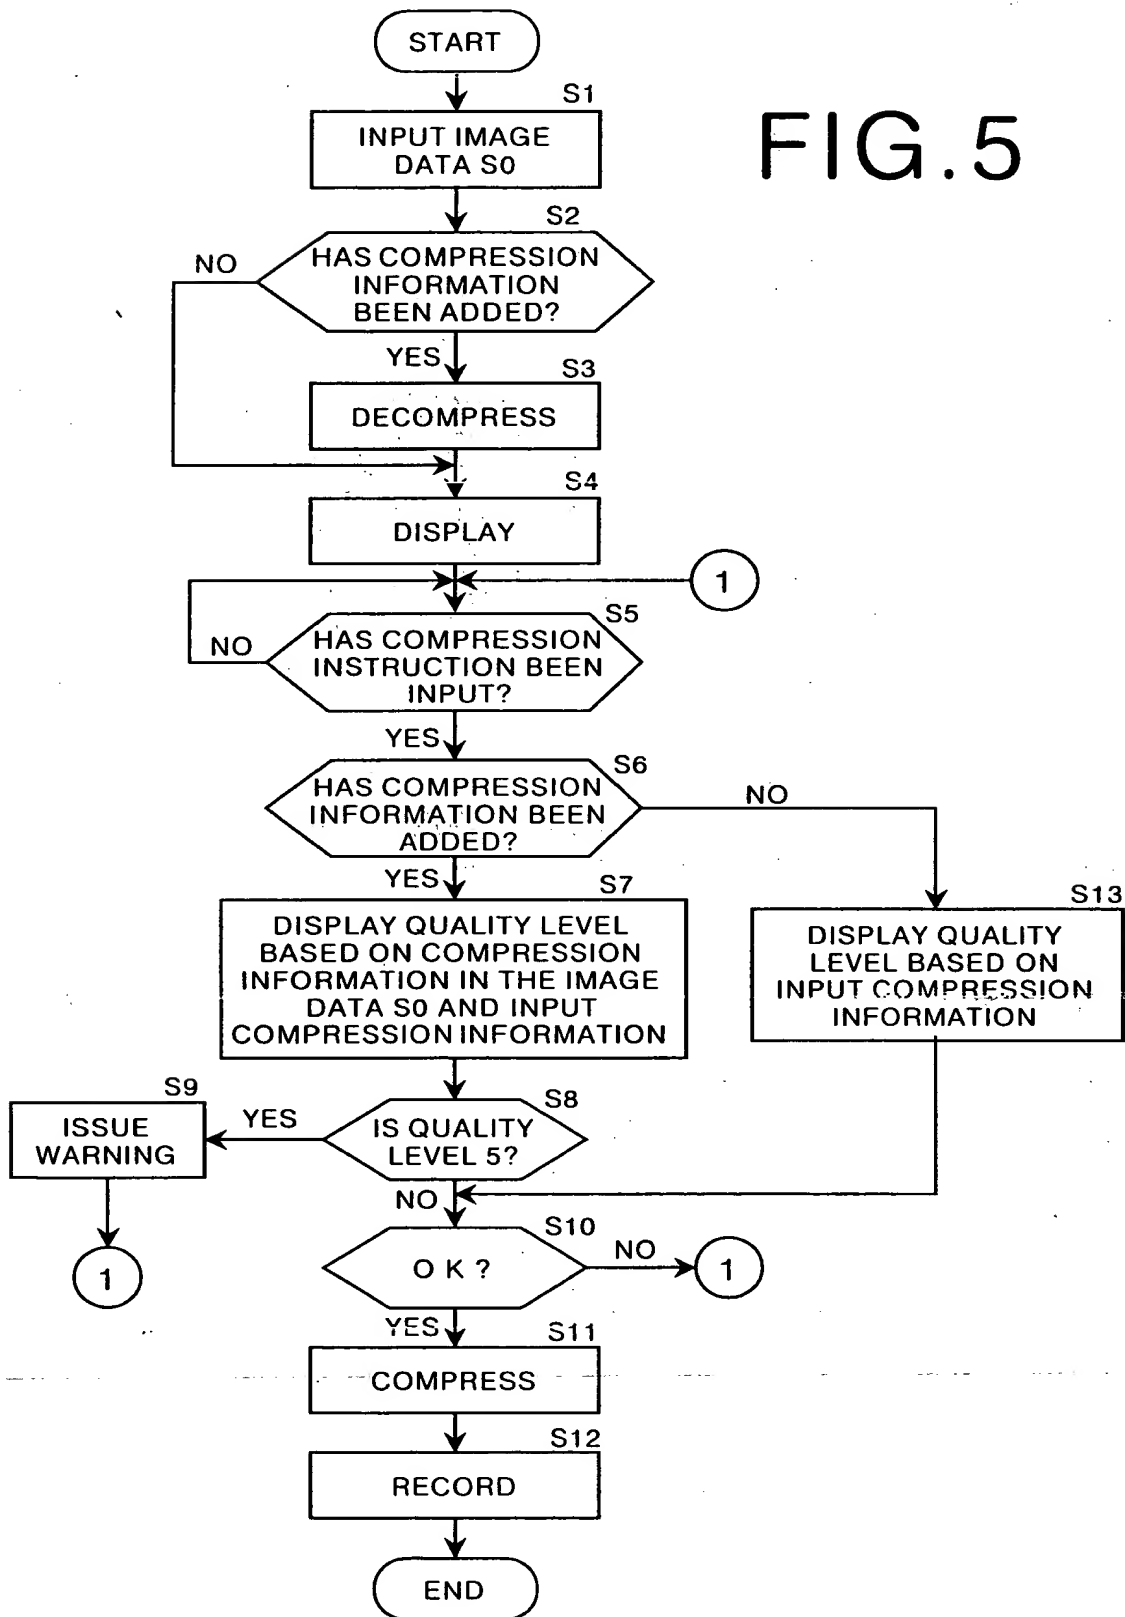 START
S1
FIG.5
INPUT IMAGE
DATA S0
S2
NO
HAS COMPRESSION
INFORMATION
BEEN ADDED?
YES
S3
DECOMPRESS
S4
DISPLAY
1
S5
NO
HAS COMPRESSION
INSTRUCTION BEEN
INPUT?
YES
S6
HAS COMPRESSION
INFORMATION BEEN
ADDED?
NO
YES
S7
DISPLAY QUALITY LEVEL
BASED ON COMPRESSION
INFORMATION IN THE IMAGE
DATA S0 AND INPUT
COMPRESSION INFORMATION
S13
DISPLAY QUALITY
LEVEL BASED ON
INPUT COMPRESSION
INFORMATION
S9
ISSUE
WARNING
YES
S8
IS QUALITY
LEVEL 5?
NO
1
S10
OK?
NO
1
YES
S11
COMPRESS
S12
RECORD
END